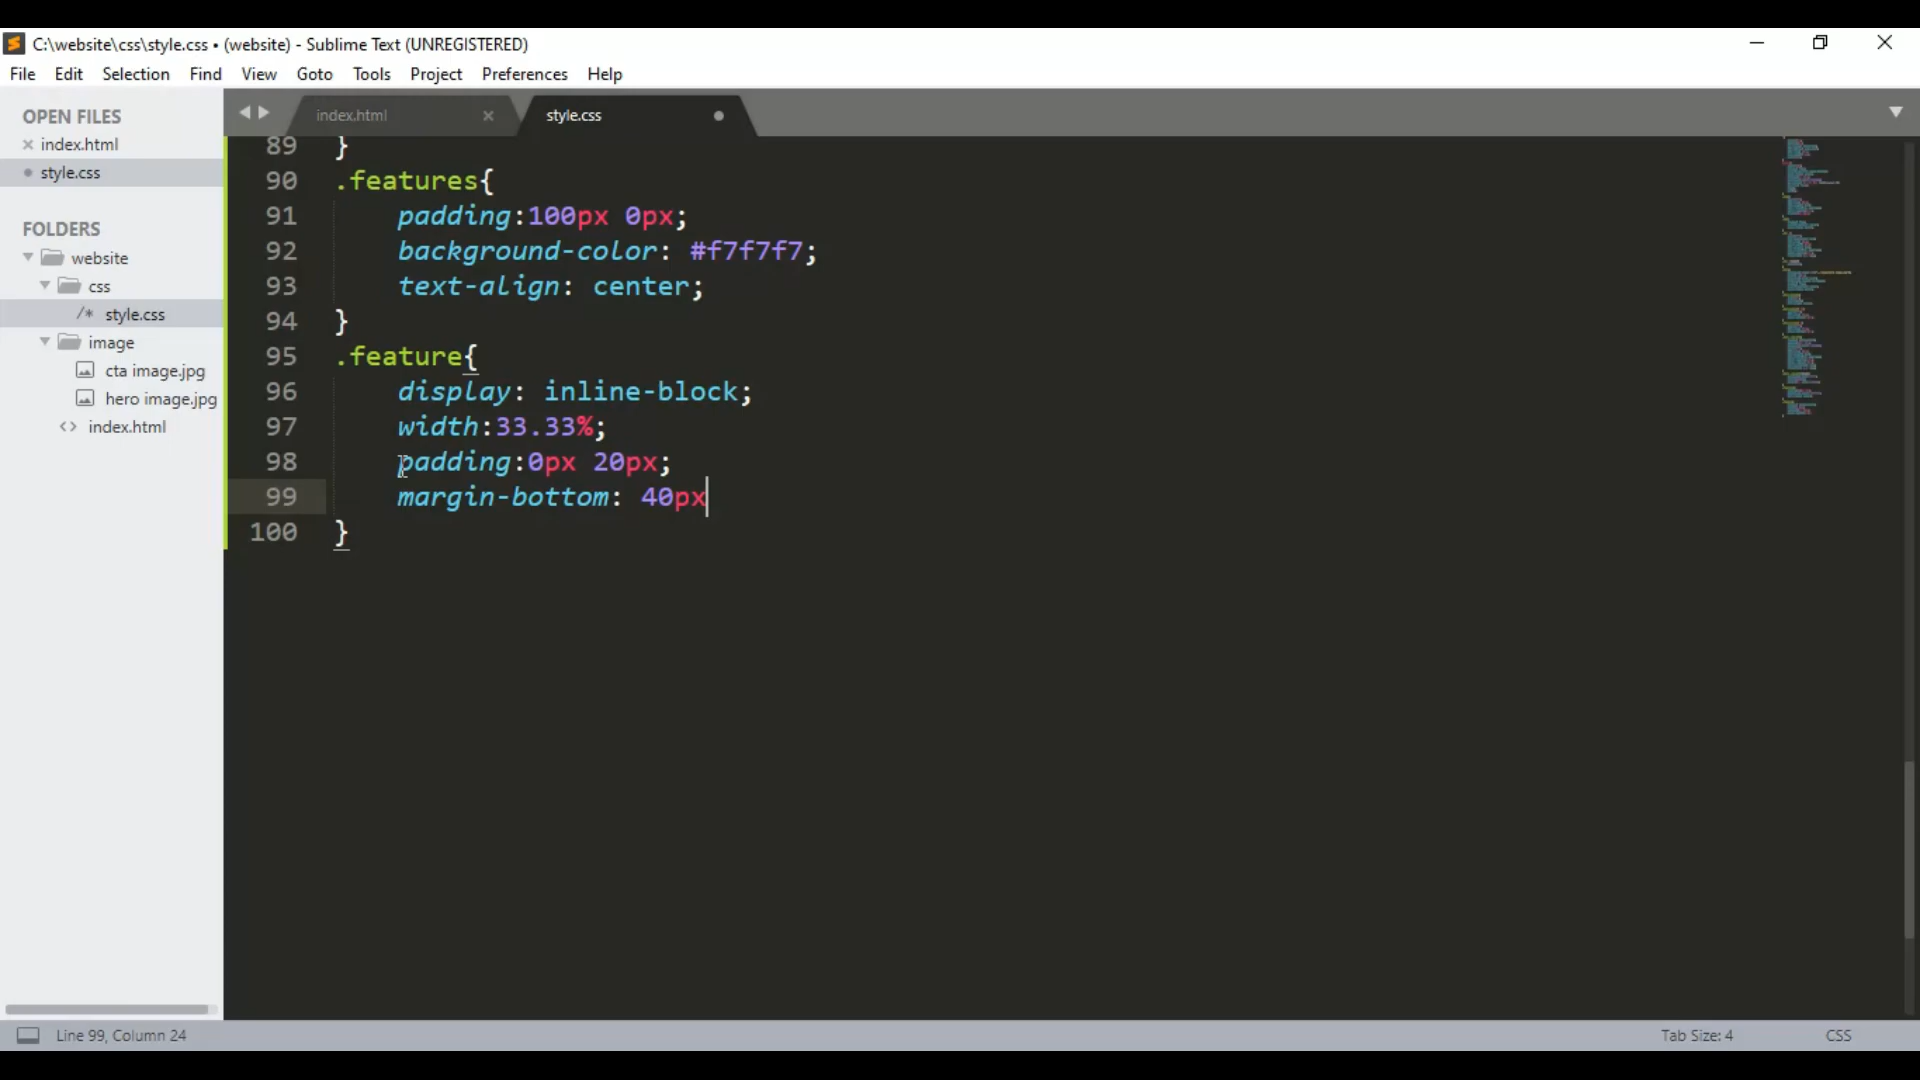 C:\website\css\style.css • (website) - Sublime Text (UNREGISTERED)
File Edit Selection Find View Goto Tools Project Preferences Help
OPEN FILES
index.html
style.css
FOLDERS
website
css
/* style.css
image
cta image.jpg
hero image.jpg
<> index.html
index.html
style.css
89 }
90 .features{
91 padding:100px 0px;
92 background-color: #f7f7f7;
93 text-align: center;
94 }
95 .feature{
96 display: inline-block;
97 width:33.33%;
98 padding:0px 20px;
99 margin-bottom: 40px
100 }
Line 99, Column 24
Tab Size: 4
CSS